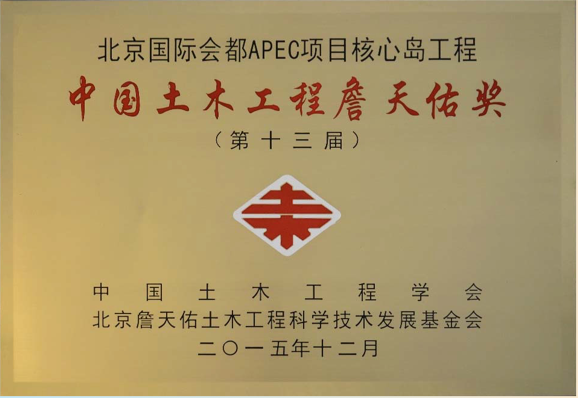 北京国际会都APEC项目核心岛工程
中国土木工程詹天佑奖
（第十三届）
中国土木工程学会
北京詹天佑土木工程科学技术发展基金会
二〇一五年十二月